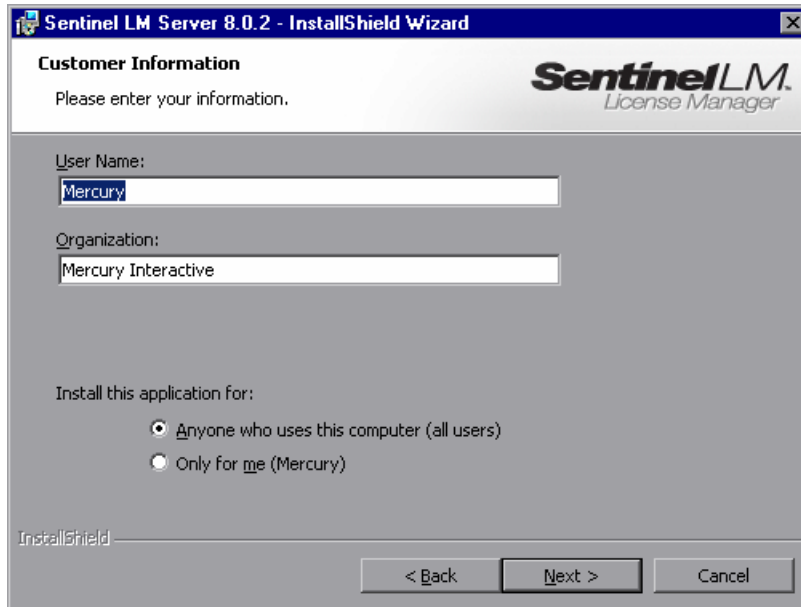 Sentinel LM Server 8.0.2 - InstallShield Wizard
Customer Information
Please enter your information.
SentinelLM.
License Manager
User Name:
Mercury
Organization:
Mercury Interactive
Install this application for:
Anyone who uses this computer (all users)
Only for me (Mercury)
InstallShield
< Back
Next >
Cancel